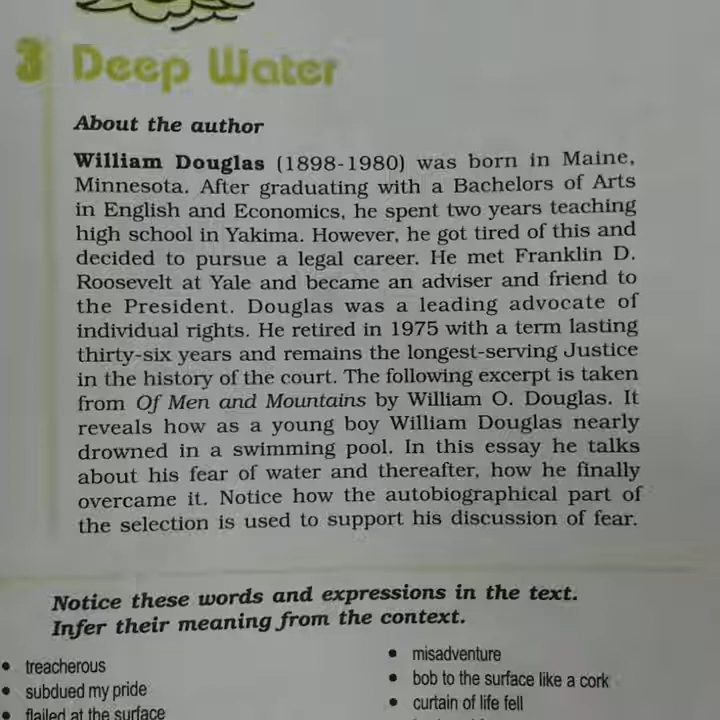 3 Deep Water
About the author
William Douglas (1898-1980) was born in Maine,
Minnesota. After graduating with a Bachelors of Arts
in English and Economics, he spent two years teaching
high school in Yakima. However, he got tired of this and
decided to pursue a legal career. He met Franklin D.
Roosevelt at Yale and became an adviser and friend to
the President. Douglas was a leading advocate of
individual rights. He retired in 1975 with a term lasting
thirty-six years and remains the longest-serving Justice
in the history of the court. The following excerpt is taken
from Of Men and Mountains by William O. Douglas. It
reveals how as a young boy William Douglas nearly
drowned in a swimming pool. In this essay he talks
about his fear of water and thereafter, how he finally
overcame it. Notice how the autobiographical part of
the selection is used to support his discussion of fear.
Notice these words and expressions in the text.
Infer their meaning from the context.
• treacherous
• subdued my pride
• flailed at the surface
• misadventure
• bob to the surface like a cork
• curtain of life fell